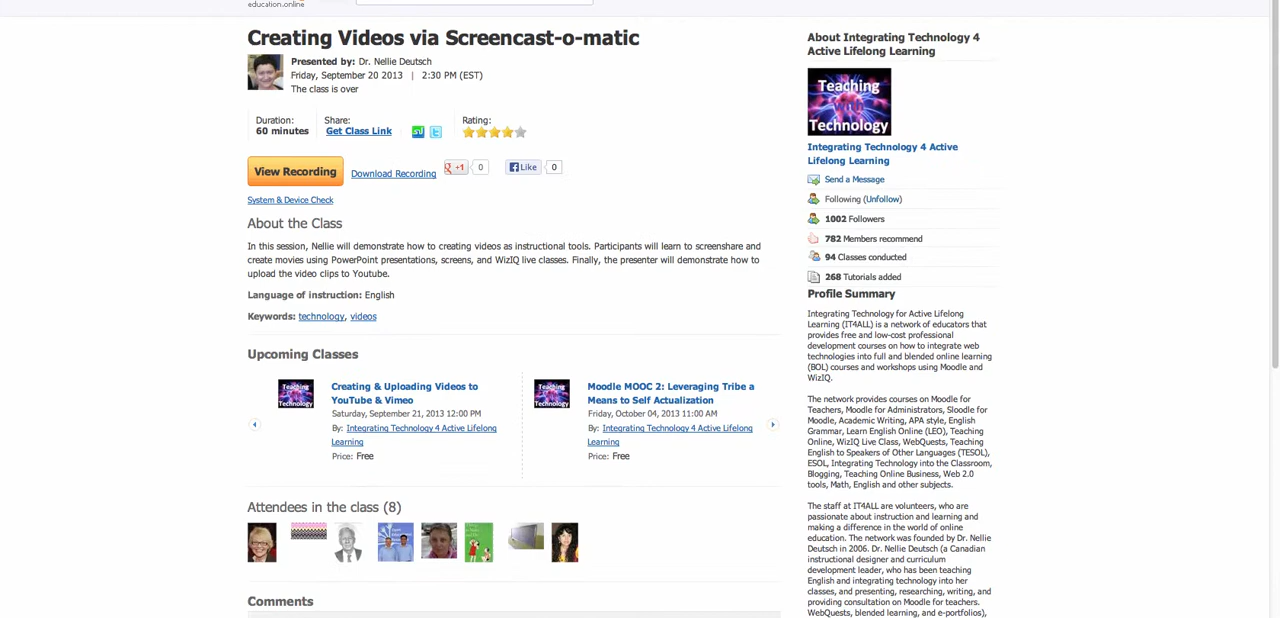 education.online
Creating Videos via Screencast-o-matic
Presented by: Dr. Nellie Deutsch
Friday, September 20 2013 | 2:30 PM (EST)
The class is over
Duration:
60 minutes
Share:
Get Class Link
Rating:
View Recording
Download Recording
+1
0
Like
0
System & Device Check
About the Class
In this session, Nellie will demonstrate how to creating videos as instructional tools. Participants will learn to screenshare and
create movies using PowerPoint presentations, screens, and WizIQ live classes. Finally, the presenter will demonstrate how to
upload the video clips to Youtube.
Language of instruction: English
Keywords: technology, videos
Upcoming Classes
Teaching
with
Technology
Creating & Uploading Videos to
YouTube & Vimeo
Saturday, September 21, 2013 12:00 PM
By: Integrating Technology 4 Active Lifelong
Learning
Price: Free
Teaching
with
Technology
Moodle MOOC 2: Leveraging Tribe a
Means to Self Actualization
Friday, October 04, 2013 11:00 AM
By: Integrating Technology 4 Active Lifelong
Learning
Price: Free
Attendees in the class (8)
Comments
About Integrating Technology 4
Active Lifelong Learning
Teaching
with
Technology
Integrating Technology 4 Active
Lifelong Learning
Send a Message
Following (Unfollow)
1002 Followers
782 Members recommend
94 Classes conducted
268 Tutorials added
Profile Summary
Integrating Technology for Active Lifelong
Learning (IT4ALL) is a network of educators that
provides free and low-cost professional
development courses on how to integrate web
technologies into full and blended online learning
(BOL) courses and workshops using Moodle and
WizIQ.
The network provides courses on Moodle for
Teachers, Moodle for Administrators, Sloodle for
Moodle, Academic Writing, APA style, English
Grammar, Learn English Online (LEO), Teaching
Online, WizIQ Live Class, WebQuests, Teaching
English to Speakers of Other Languages (TESOL),
ESOL, Integrating Technology into the Classroom,
Blogging, Teaching Online Business, Web 2.0
tools, Math, English and other subjects.
The staff at IT4ALL are volunteers, who are
passionate about instruction and learning and
making a difference in the world of online
education. The network was founded by Dr. Nellie
Deutsch in 2006. Dr. Nellie Deutsch (a Canadian
instructional designer and curriculum
development leader, who has been teaching
English and integrating technology into her
classes, and presenting, researching, writing, and
providing consultation on Moodle for teachers.
WebQuests, blended learning, and e-portfolios),